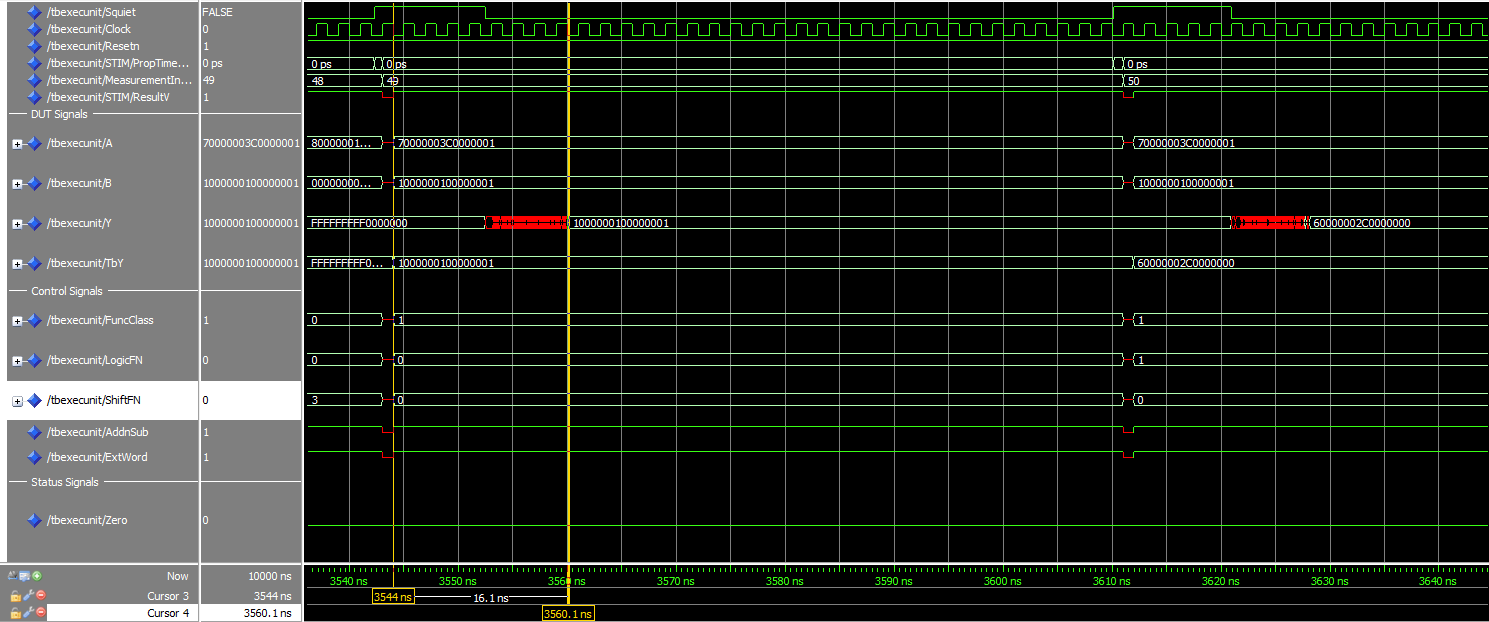 /tbexecunit/Squiet FALSE
/tbexecunit/Clock 0
/tbexecunit/Resetn 1
/tbexecunit/STIM/PropTime... 0 ps 0 ps 0 ps 0 ps
/tbexecunit/MeasurementIn... 49 48 49 50
/tbexecunit/STIM/ResultV 1
DUT Signals
/tbexecunit/A 70000003C0000001 80000001... 70000003C0000001 70000003C0000001
/tbexecunit/B 1000000100000001 00000000... 1000000100000001 1000000100000001
/tbexecunit/Y 1000000100000001 FFFFFFFFF0000000 1000000100000001 60000002C0000000
/tbexecunit/TbY 1000000100000001 FFFFFFFFF0... 1000000100000001 60000002C0000000
Control Signals
/tbexecunit/FuncClass 1 0 1 1
/tbexecunit/LogicFN 0 0 0 1
/tbexecunit/ShiftFN 0 3 0 0
/tbexecunit/AddnSub 1
/tbexecunit/ExtWord 1
Status Signals
/tbexecunit/Zero 0
Now 10000 ns 3540 ns 3550 ns 3560 ns 3570 ns 3580 ns 3590 ns 3600 ns 3610 ns 3620 ns 3630 ns 3640 ns
Cursor 3 3544 ns 3544 ns 16.1 ns
Cursor 4 3560.1 ns 3560.1 ns